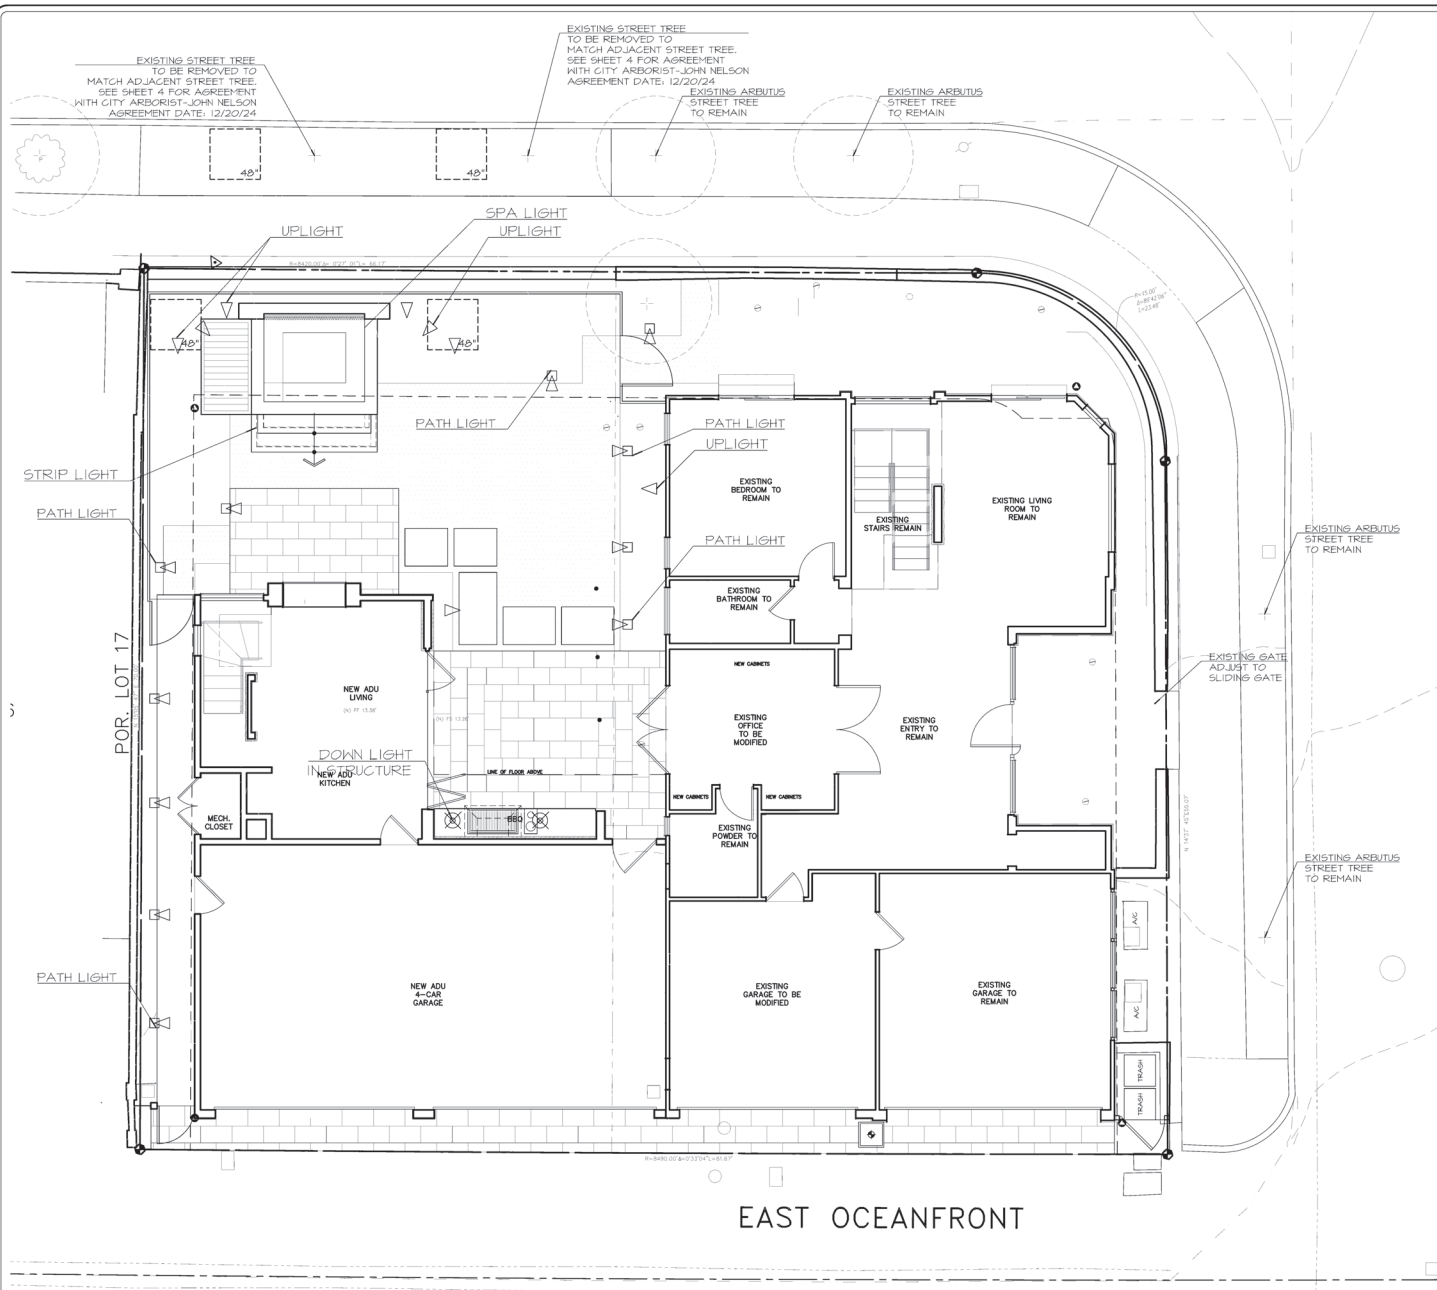 EXISTING STREET TREE
TO BE REMOVED TO
MATCH ADJACENT STREET TREE.
SEE SHEET 4 FOR AGREEMENT
WITH CITY ARBORIST-JOHN NELSON
AGREEMENT DATE: 12/20/24
EXISTING STREET TREE
TO BE REMOVED TO
MATCH ADJACENT STREET TREE.
SEE SHEET 4 FOR AGREEMENT
WITH CITY ARBORIST-JOHN NELSON
AGREEMENT DATE: 12/20/24
EXISTING ARBUTUS
STREET TREE
TO REMAIN
EXISTING ARBUTUS
STREET TREE
TO REMAIN
48"
48"
SPA LIGHT
UPLIGHT
UPLIGHT
48"
48"
PATH LIGHT
PATH LIGHT
UPLIGHT
STRIP LIGHT
PATH LIGHT
PATH LIGHT
EXISTING
BEDROOM TO
REMAIN
EXISTING
STAIRS REMAIN
EXISTING LIVING
ROOM TO
REMAIN
EXISTING ARBUTUS
STREET TREE
TO REMAIN
EXISTING
BATHROOM TO
REMAIN
POR. LOT 17
NEW CABINETS
EXISTING GATE
ADJUST TO
SLIDING GATE
NEW ADU
LIVING
EXISTING
OFFICE
TO BE
MODIFIED
EXISTING
ENTRY TO
REMAIN
DOWN LIGHT
IN STRUCTURE
NEW ADU
KITCHEN
LINE OF FLOOR ABOVE
NEW CABINETS
NEW CABINETS
MECH.
CLOSET
BBQ
EXISTING
POWDER TO
REMAIN
EXISTING ARBUTUS
STREET TREE
TO REMAIN
A/C
PATH LIGHT
NEW ADU
4-CAR
GARAGE
EXISTING
GARAGE TO BE
MODIFIED
EXISTING
GARAGE TO
REMAIN
A/C
TRASH
TRASH
EAST OCEANFRONT